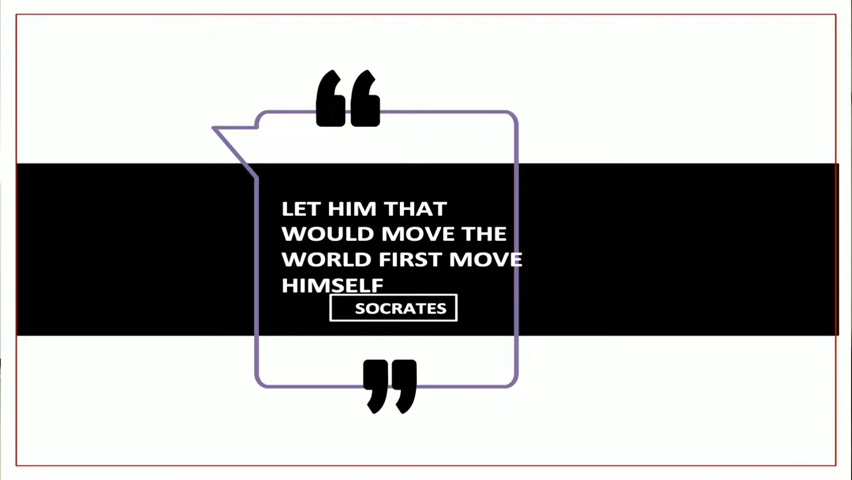 LET HIM THAT
WOULD MOVE THE
WORLD FIRST MOVE
HIMSELF
SOCRATES